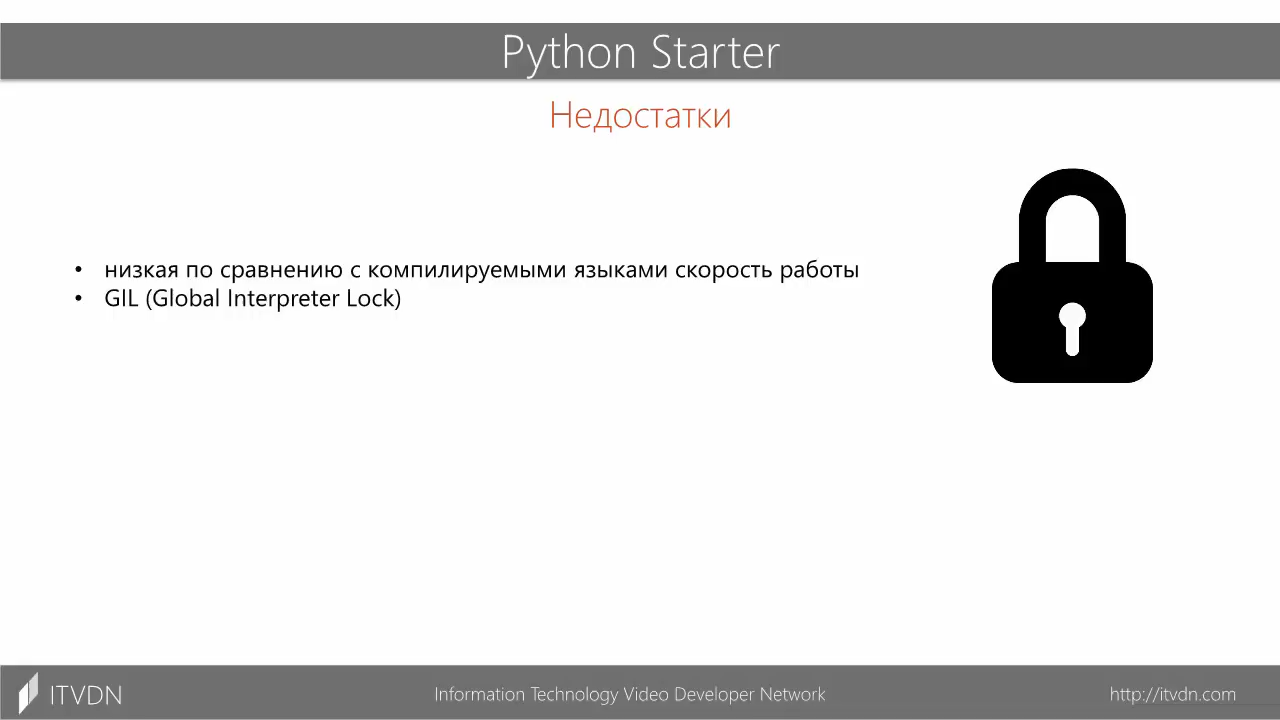 Python Starter
Недостатки
• низкая по сравнению с компилируемыми языками скорость работы
• GIL (Global Interpreter Lock)
ITVDN
Information Technology Video Developer Network
http://itvdn.com